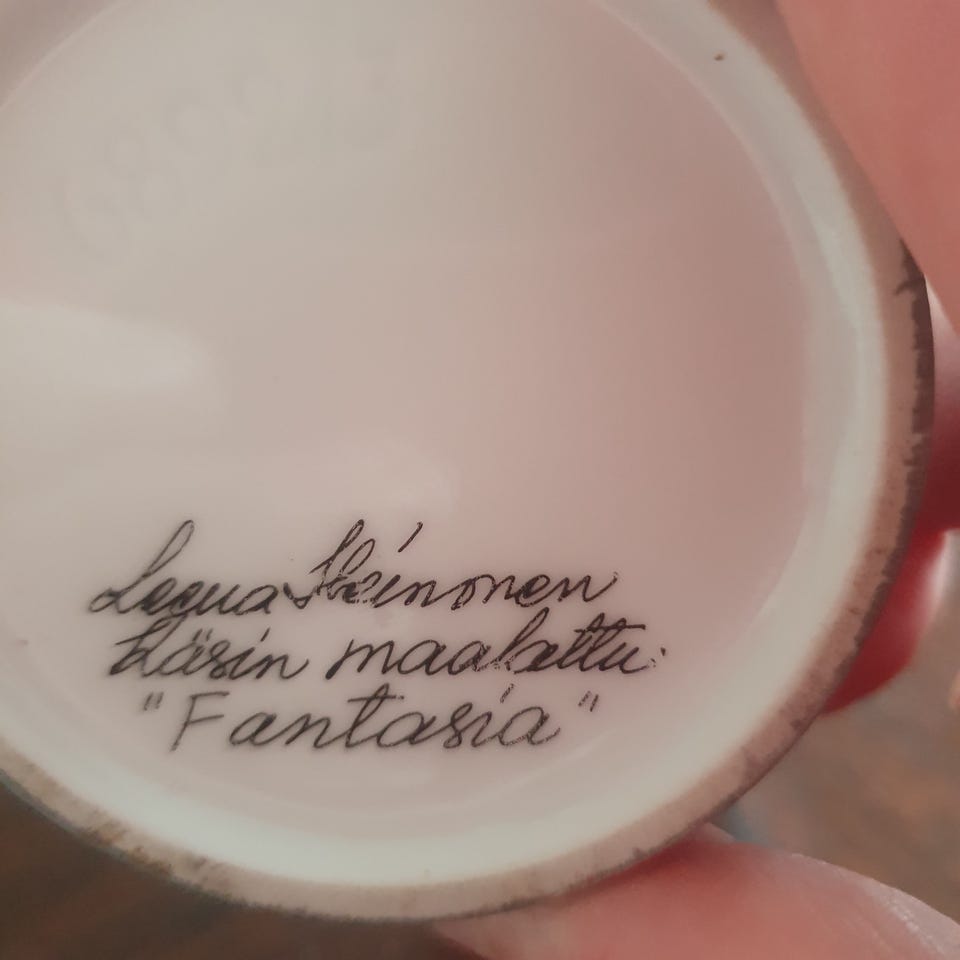 Leena Heinonen
käsin maalattu
"Fantasia"